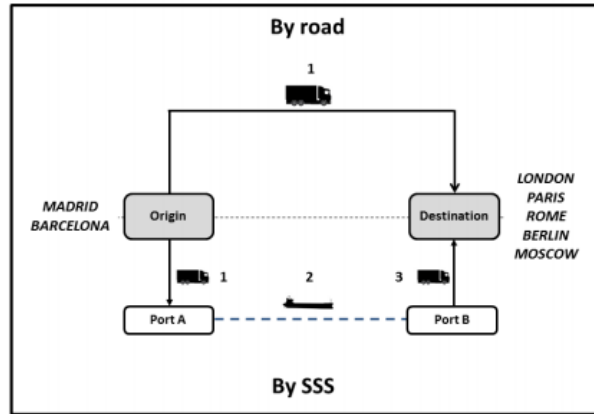 By road
1
MADRID
BARCELONA
Origin
Destination
LONDON
PARIS
ROME
BERLIN
MOSCOW
1
2
3
Port A
Port B
By SSS